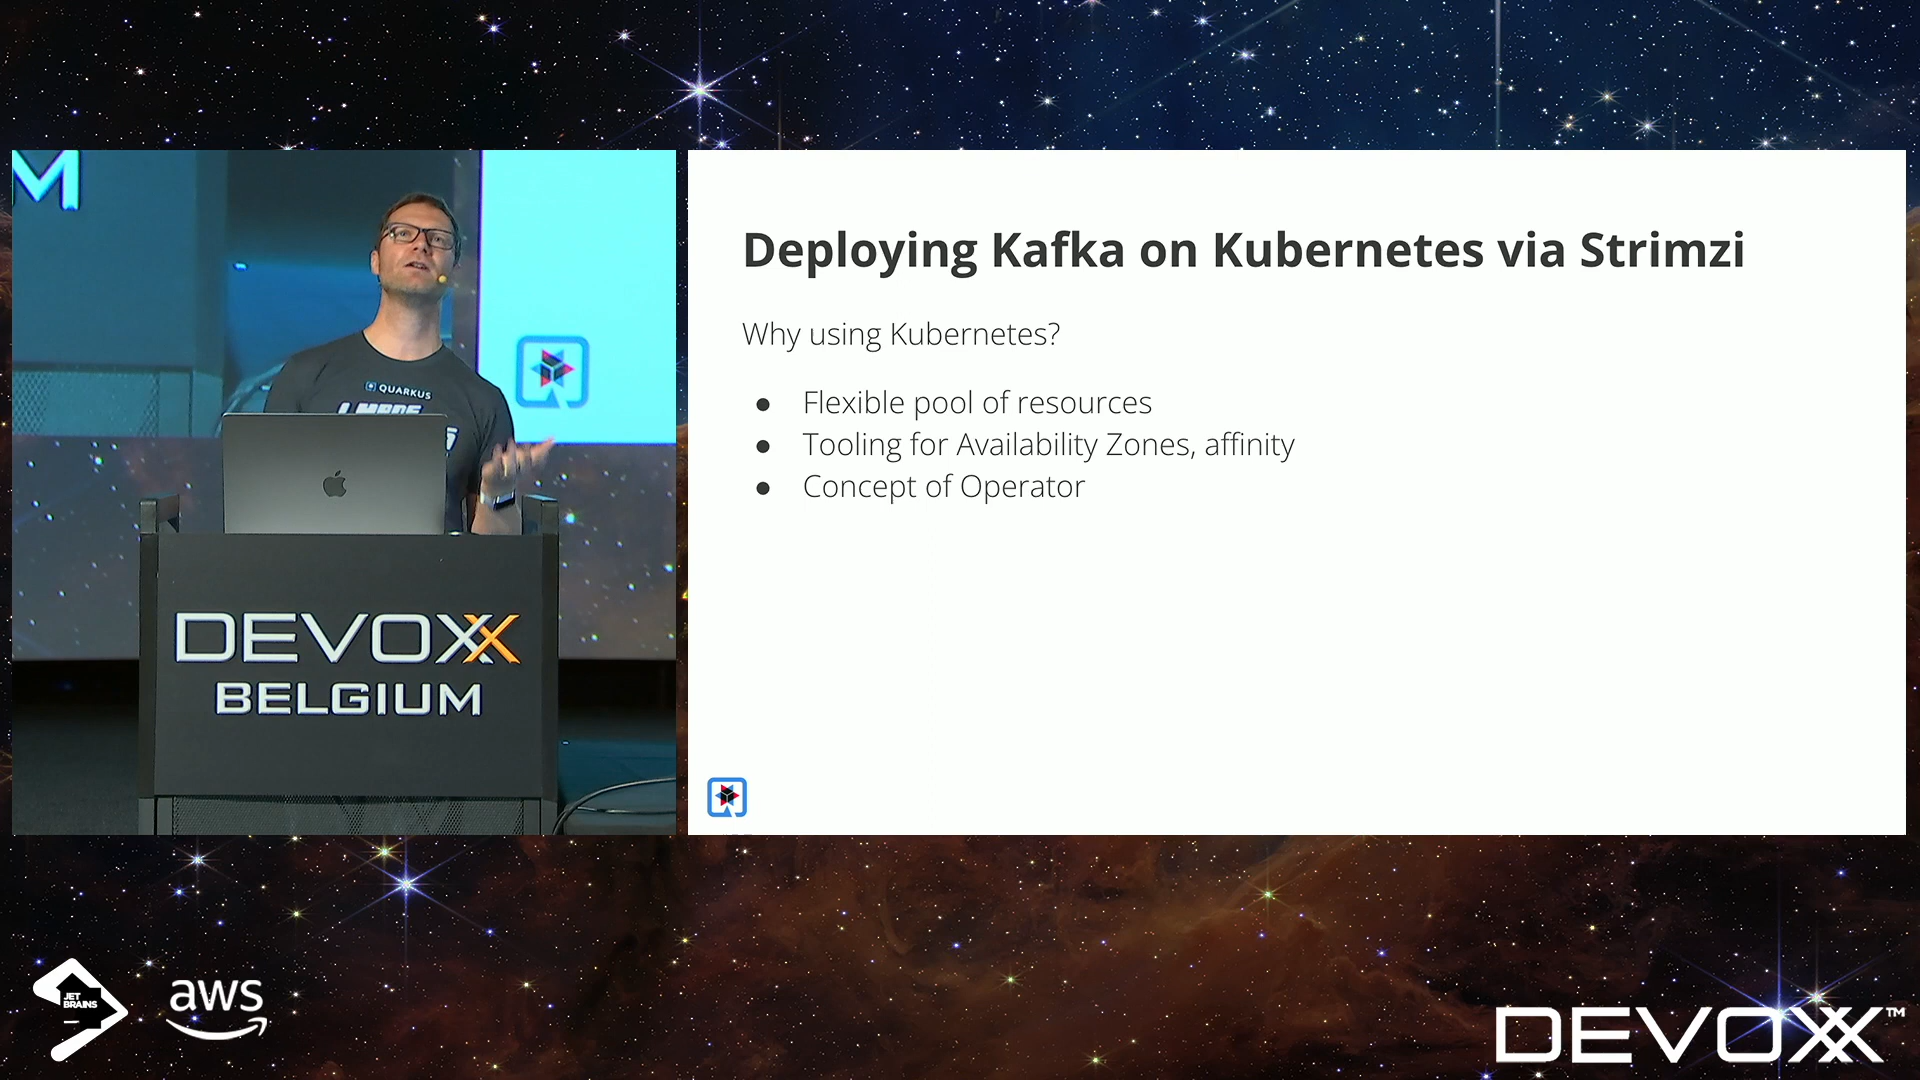 M
QUARKUS
DEVOXX
BELGIUM
Deploying Kafka on Kubernetes via Strimzi
Why using Kubernetes?
● Flexible pool of resources
● Tooling for Availability Zones, affinity
● Concept of Operator
JET
BRAINS
aws
DEVOXX™